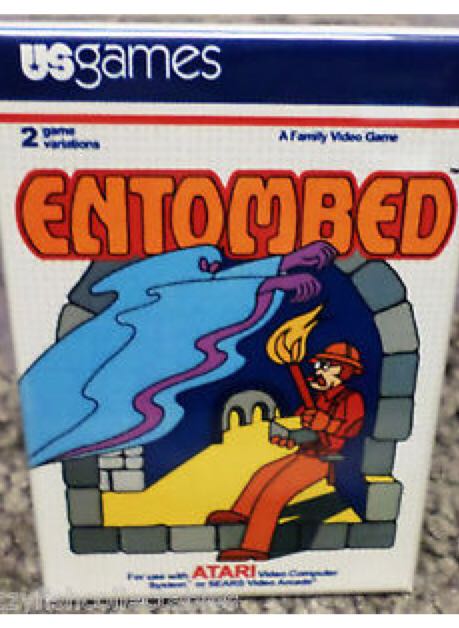 USgames
2 game variations
A Family Video Game
ENTOMBED
For use with ATARI Video Computer
System™ or SEARS Video Arcade™